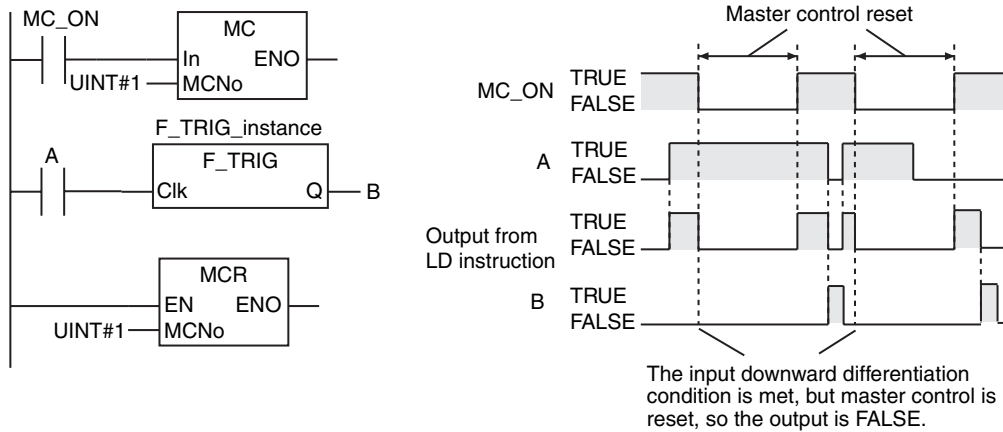 MC_ON
MC
In ENO
UINT#1 MCNo
F_TRIG_instance
A
F_TRIG
Clk Q B
MCR
EN ENO
UINT#1 MCNo
Master control reset
MC_ON TRUE
FALSE
A TRUE
FALSE
Output from
LD instruction
TRUE
FALSE
B TRUE
FALSE
The input downward differentiation
condition is met, but master control is
reset, so the output is FALSE.